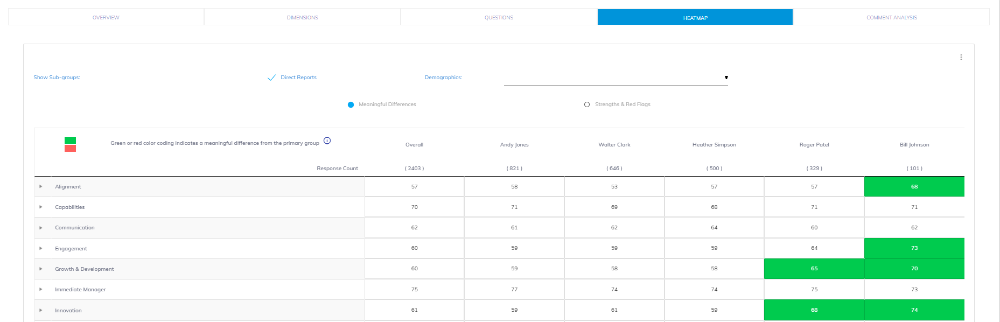 OVERVIEW DIMENSIONS QUESTIONS HEATMAP COMMENT ANALYSIS
Show Sub-groups: Direct Reports Demographics:
Meaningful Differences Strengths & Red Flags
Green or red color coding indicates a meaningful difference from the primary group Overall Andy Jones Walter Clark Heather Simpson Roger Patel Bill Johnson
Response Count ( 2403 ) ( 821 ) ( 646 ) ( 500 ) ( 329 ) ( 101 )
Alignment 57 58 53 57 57 68
Capabilities 70 71 69 68 71 71
Communication 62 61 62 64 60 62
Engagement 60 59 59 59 64 73
Growth & Development 60 59 58 58 65 70
Immediate Manager 75 77 74 74 75 73
Innovation 61 59 61 59 68 74